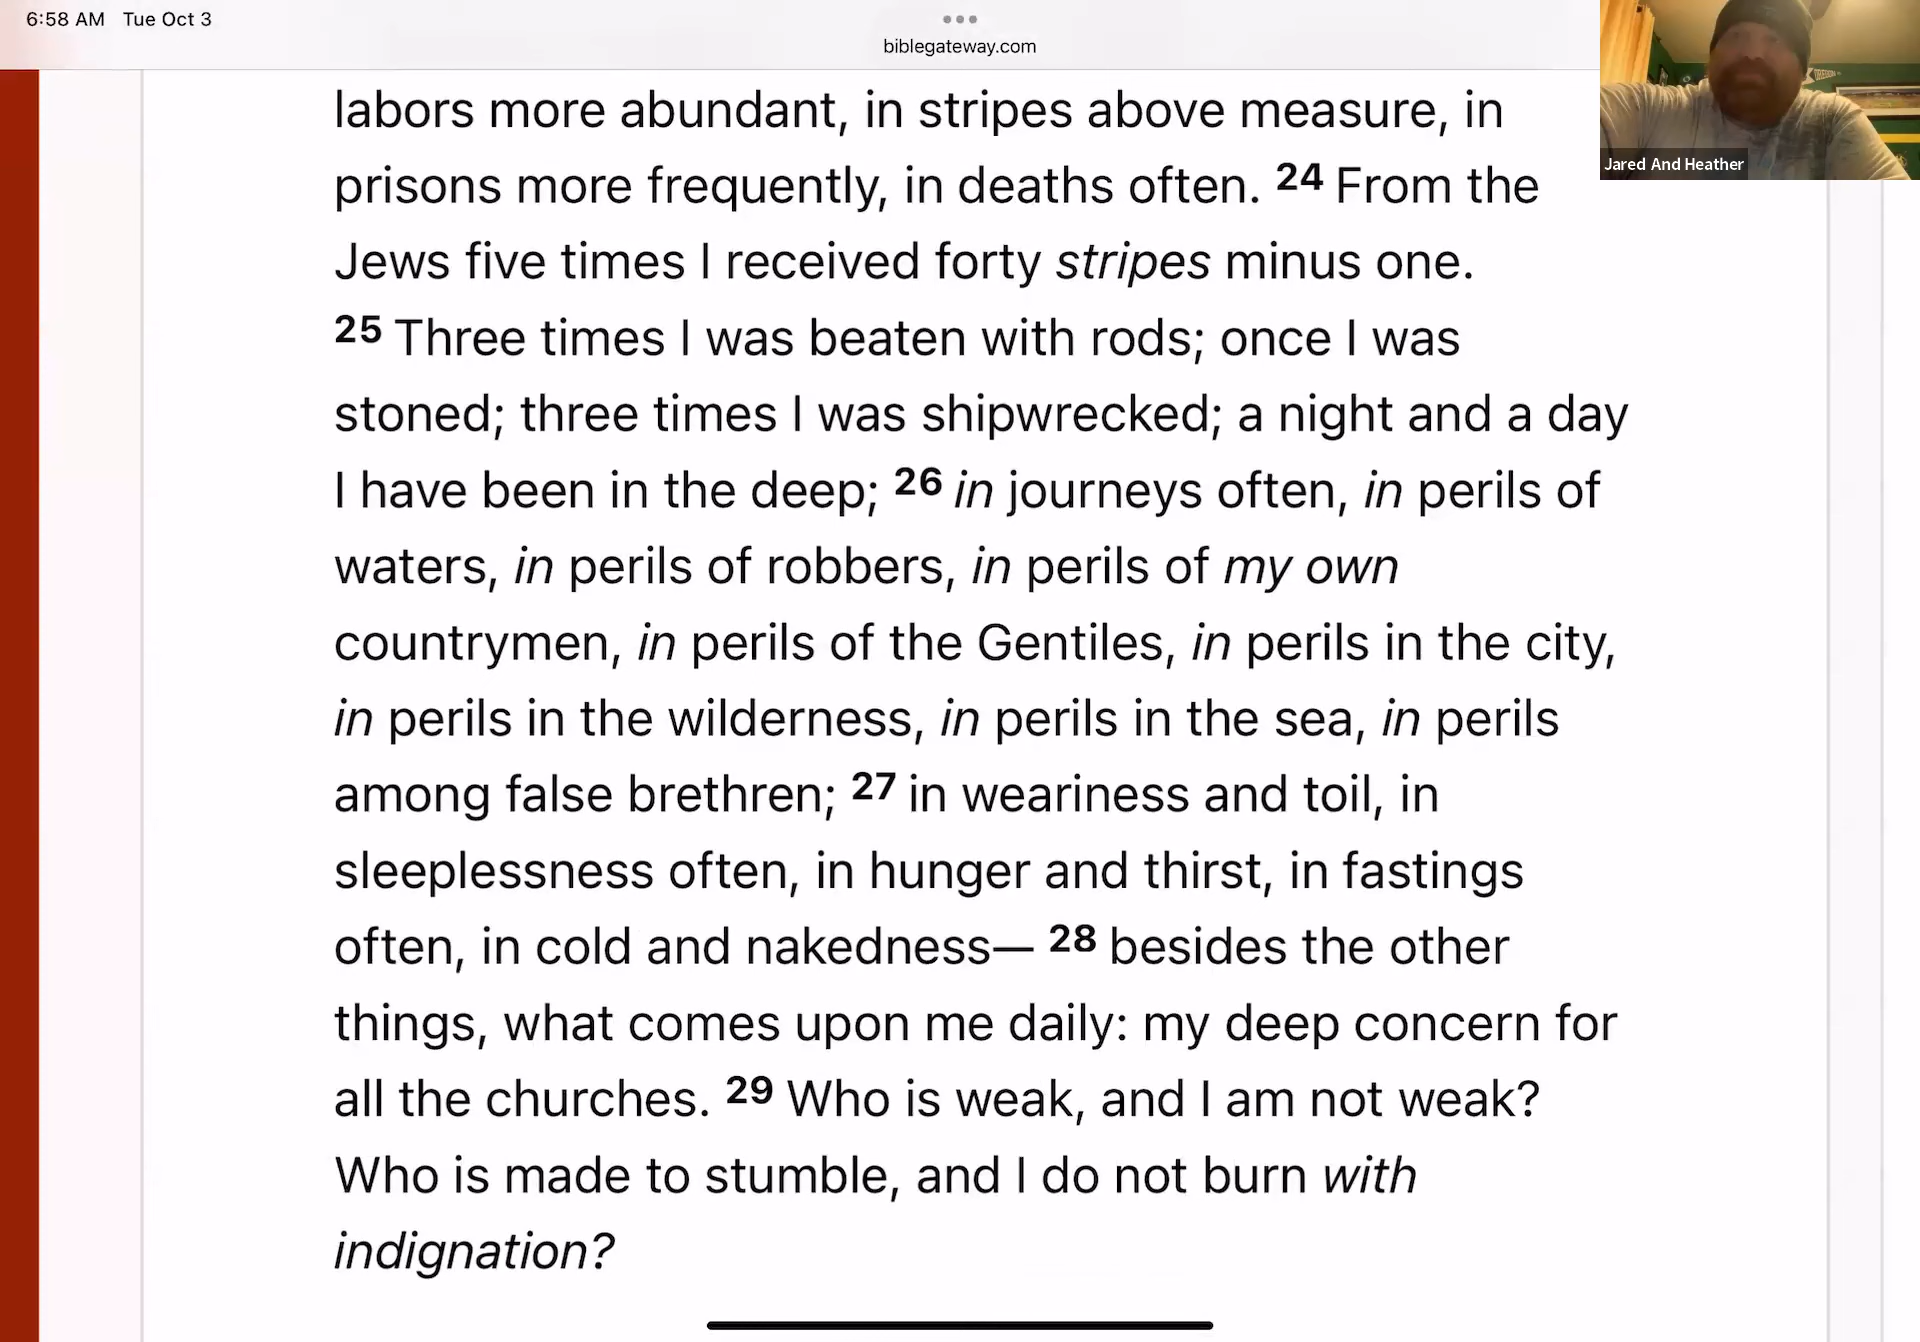 6:58 AM Tue Oct 3
biblegateway.com
OREGON
Jared And Heather
labors more abundant, in stripes above measure, in
prisons more frequently, in deaths often. 24 From the
Jews five times I received forty stripes minus one.
25 Three times I was beaten with rods; once I was
stoned; three times I was shipwrecked; a night and a day
I have been in the deep; 26 in journeys often, in perils of
waters, in perils of robbers, in perils of my own
countrymen, in perils of the Gentiles, in perils in the city,
in perils in the wilderness, in perils in the sea, in perils
among false brethren; 27 in weariness and toil, in
sleeplessness often, in hunger and thirst, in fastings
often, in cold and nakedness— 28 besides the other
things, what comes upon me daily: my deep concern for
all the churches. 29 Who is weak, and I am not weak?
Who is made to stumble, and I do not burn with
indignation?